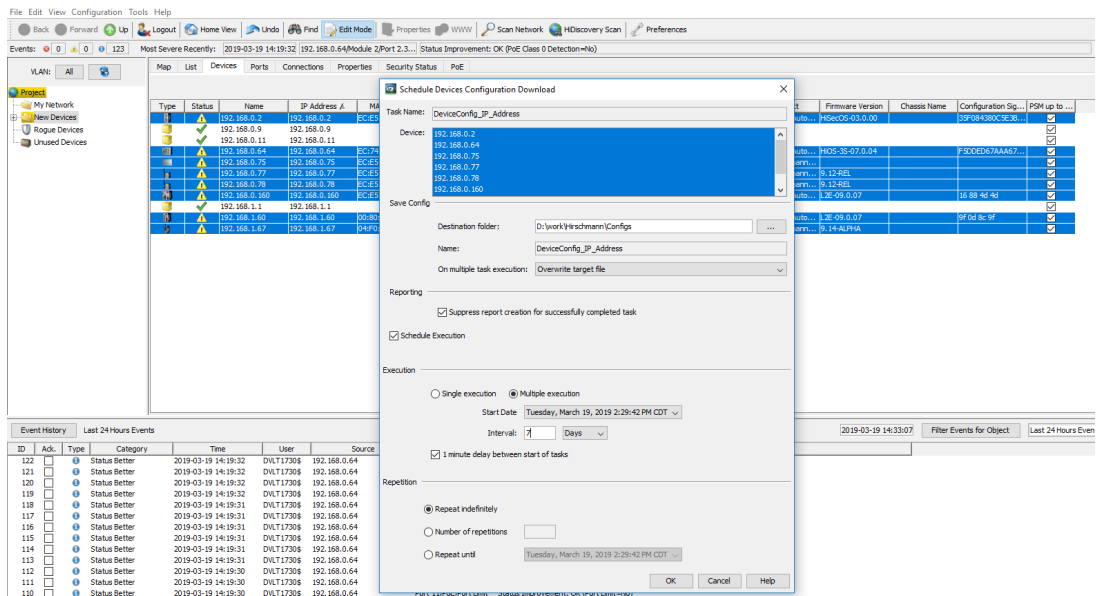 File Edit View Configuration Tools Help
Back Forward Up Logout Home View Undo Find Edit Mode Properties WWW Scan Network HiDiscovery Scan Preferences
Events: 0 0 123 Most Severe Recently: 2019-03-19 14:19:32 192.168.0.64/Module 2/Port 2.3... Status Improvement: OK (PoE Class 0 Detection=No)
VLAN: All
Map List Devices Ports Connections Properties Security Status PoE
Project
My Network
New Devices
Rogue Devices
Unused Devices
Type Status Name IP Address MA
192.168.0.2 192.168.0.2 EC:E5
192.168.0.9 192.168.0.9
192.168.0.11 192.168.0.11
192.168.0.64 192.168.0.64 EC:74
192.168.0.75 192.168.0.75 EC:E5
192.168.0.77 192.168.0.77 EC:E5
192.168.0.78 192.168.0.78 EC:E5
192.168.0.160 192.168.0.160 EC:E5
192.168.1.1 192.168.1.1
192.168.1.60 192.168.1.60 00:80:
192.168.1.67 192.168.1.67 04:F0:
Schedule Devices Configuration Download
Task Name: DeviceConfig_IP_Address
Device: 192.168.0.2
192.168.0.64
192.168.0.75
192.168.0.77
192.168.0.78
192.168.0.160
Save Config
Destination folder: D:\work\Hirschmann\Configs ...
Name: DeviceConfig_IP_Address
On multiple task execution: Overwrite target file
Reporting
Suppress report creation for successfully completed task
Schedule Execution
Execution
Single execution Multiple execution
Start Date Tuesday, March 19, 2019 2:29:42 PM CDT
Interval: 7 Days
1 minute delay between start of tasks
Repetition
Repeat indefinitely
Number of repetitions
Repeat until Tuesday, March 19, 2019 2:29:42 PM CDT
OK Cancel Help
Firmware Version Chassis Name Configuration Sig... PSM up to ...
uto... HiSecOS-03.0.00 35F084380C5E3B...
uto... HiOS-3S-07.0.04 F5DDED67AAA67...
ann... 9.12-REL
ann... 9.12-REL
uto... L2E-09.0.07 16 88 4d 4d
uto... L2E-09.0.07 9f 0d 8c 9f
ann... 9.14-ALPHA
Event History Last 24 Hours Events 2019-03-19 14:33:07 Filter Events for Object Last 24 Hours Even
ID Ack. Type Category Time User Source
122 Status Better 2019-03-19 14:19:32 DVLT1730$ 192.168.0.64
121 Status Better 2019-03-19 14:19:32 DVLT1730$ 192.168.0.64
120 Status Better 2019-03-19 14:19:32 DVLT1730$ 192.168.0.64
119 Status Better 2019-03-19 14:19:32 DVLT1730$ 192.168.0.64
118 Status Better 2019-03-19 14:19:31 DVLT1730$ 192.168.0.64
117 Status Better 2019-03-19 14:19:31 DVLT1730$ 192.168.0.64
116 Status Better 2019-03-19 14:19:31 DVLT1730$ 192.168.0.64
115 Status Better 2019-03-19 14:19:31 DVLT1730$ 192.168.0.64
114 Status Better 2019-03-19 14:19:31 DVLT1730$ 192.168.0.64
113 Status Better 2019-03-19 14:19:31 DVLT1730$ 192.168.0.64
112 Status Better 2019-03-19 14:19:30 DVLT1730$ 192.168.0.64
111 Status Better 2019-03-19 14:19:30 DVLT1730$ 192.168.0.64
110 Status Better 2019-03-19 14:19:30 DVLT1730$ 192.168.0.64